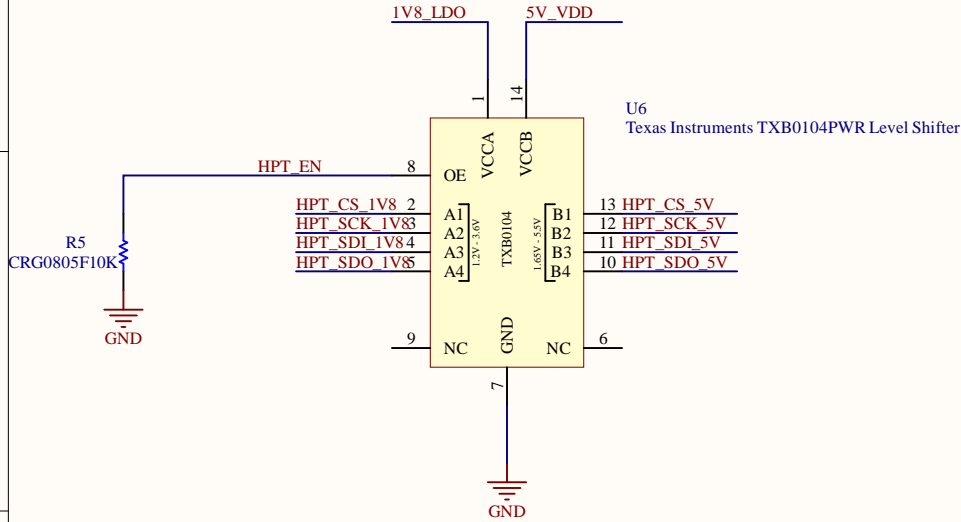 1V8_LDO 5V_VDD
1 14
U6
Texas Instruments TXB0104PWR Level Shifter
VCCA VCCB
HPT_EN 8 OE
HPT_CS_1V8 2 A1 B1 13 HPT_CS_5V
HPT_SCK_1V8 3 A2 B2 12 HPT_SCK_5V
HPT_SDI_1V8 4 A3 B3 11 HPT_SDI_5V
HPT_SDO_1V8 5 A4 B4 10 HPT_SDO_5V
1.2V - 3.6V TXB0104 1.65V - 5.5V
R5
CRG0805F10K
GND
9 NC GND NC 6
7
GND